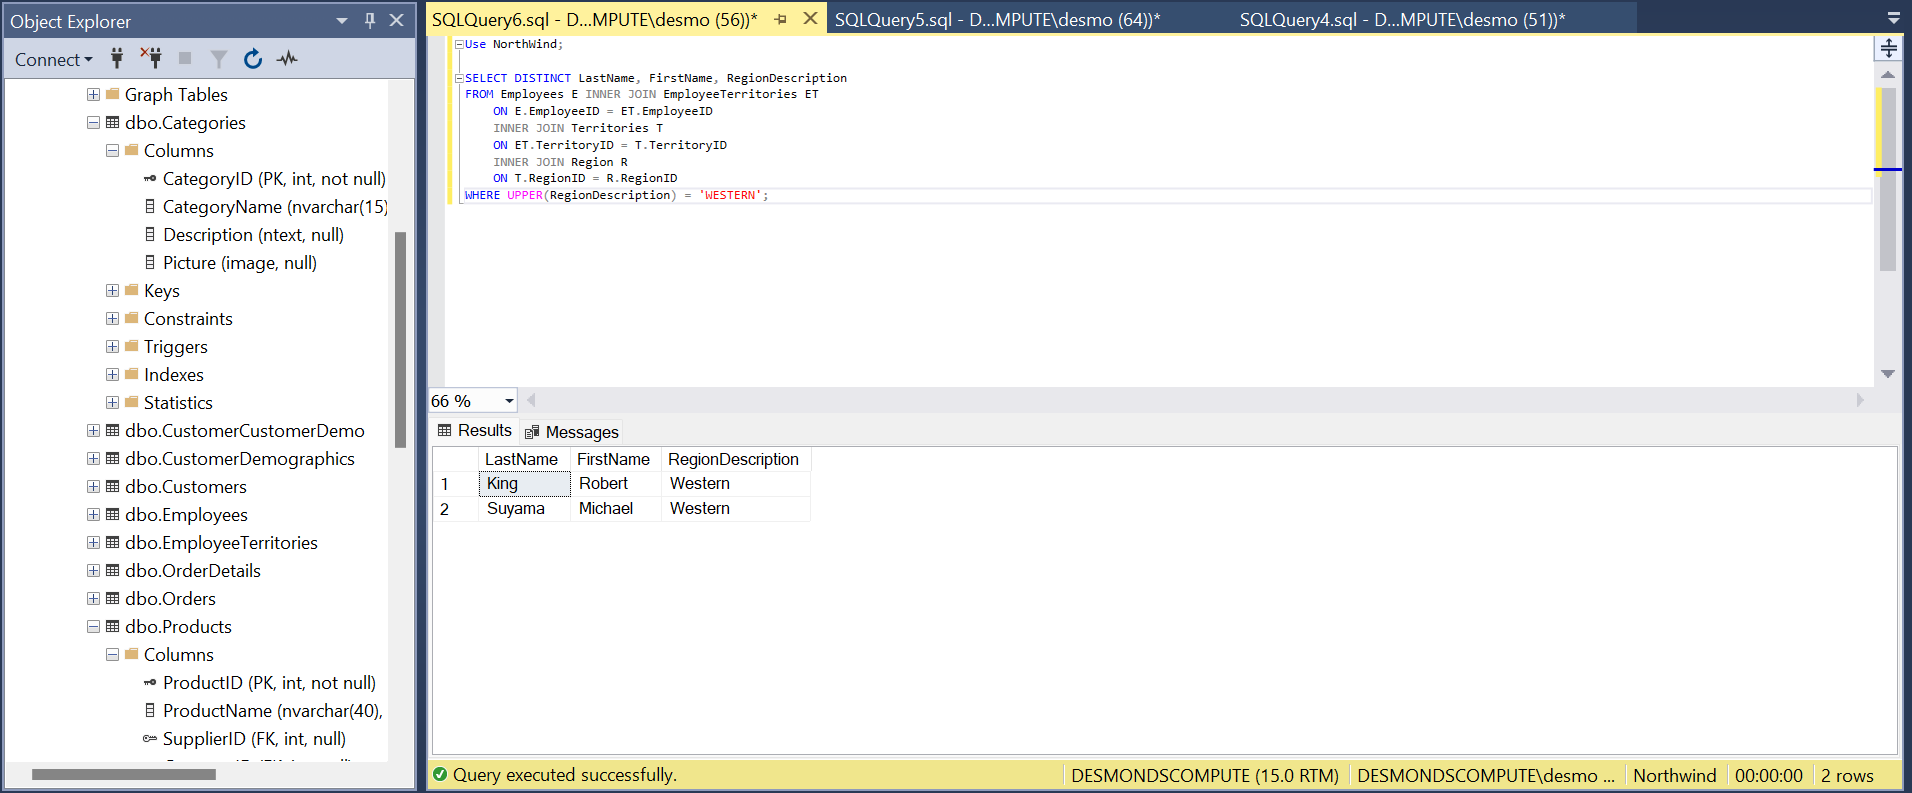 Object Explorer
Connect
Graph Tables
dbo.Categories
Columns
CategoryID (PK, int, not null)
CategoryName (nvarchar(15)
Description (ntext, null)
Picture (image, null)
Keys
Constraints
Triggers
Indexes
Statistics
dbo.CustomerCustomerDemo
dbo.CustomerDemographics
dbo.Customers
dbo.Employees
dbo.EmployeeTerritories
dbo.OrderDetails
dbo.Orders
dbo.Products
Columns
ProductID (PK, int, not null)
ProductName (nvarchar(40),
SupplierID (FK, int, null)
SQLQuery6.sql - D...MPUTE\desmo (56))* SQLQuery5.sql - D...MPUTE\desmo (64))* SQLQuery4.sql - D...MPUTE\desmo (51))*
Use NorthWind;
SELECT DISTINCT LastName, FirstName, RegionDescription
FROM Employees E INNER JOIN EmployeeTerritories ET
ON E.EmployeeID = ET.EmployeeID
INNER JOIN Territories T
ON ET.TerritoryID = T.TerritoryID
INNER JOIN Region R
ON T.RegionID = R.RegionID
WHERE UPPER(RegionDescription) = 'WESTERN';
66 %
Results Messages
LastName FirstName RegionDescription
1 King Robert Western
2 Suyama Michael Western
Query executed successfully. DESMONDSCOMPUTE (15.0 RTM) DESMONDSCOMPUTE\desmo ... Northwind 00:00:00 2 rows